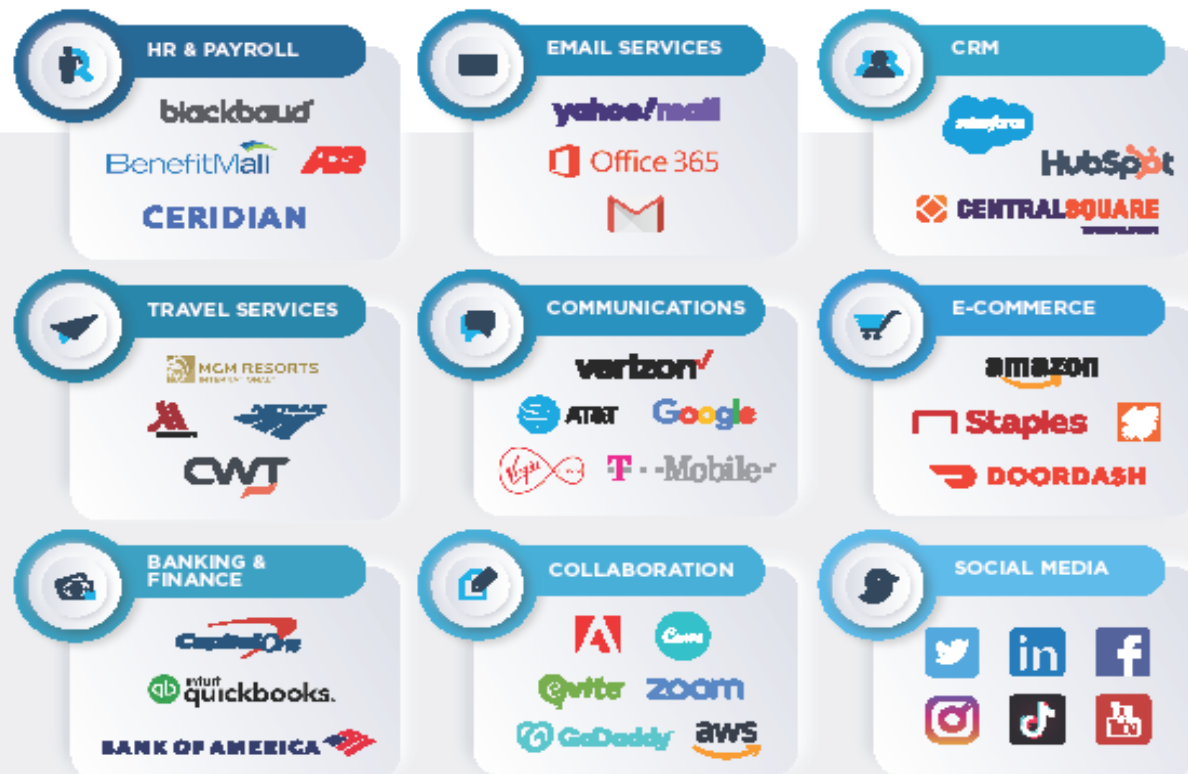 HR & PAYROLL
blackbaud
BenefitMall ADP
CERIDIAN
EMAIL SERVICES
yahoo!mail
Office 365
CRM
salesforce
HubSpot
CENTRALSQUARE
TRAVEL SERVICES
MGM RESORTS
INTERNATIONAL
CWT
COMMUNICATIONS
verizon
AT&T Google
Virgin T Mobile
E-COMMERCE
amazon
Staples
DOORDASH
BANKING &
FINANCE
Capital One
intuit
quickbooks.
BANK OF AMERICA
COLLABORATION
Canva
evite zoom
GoDaddy aws
SOCIAL MEDIA
in f